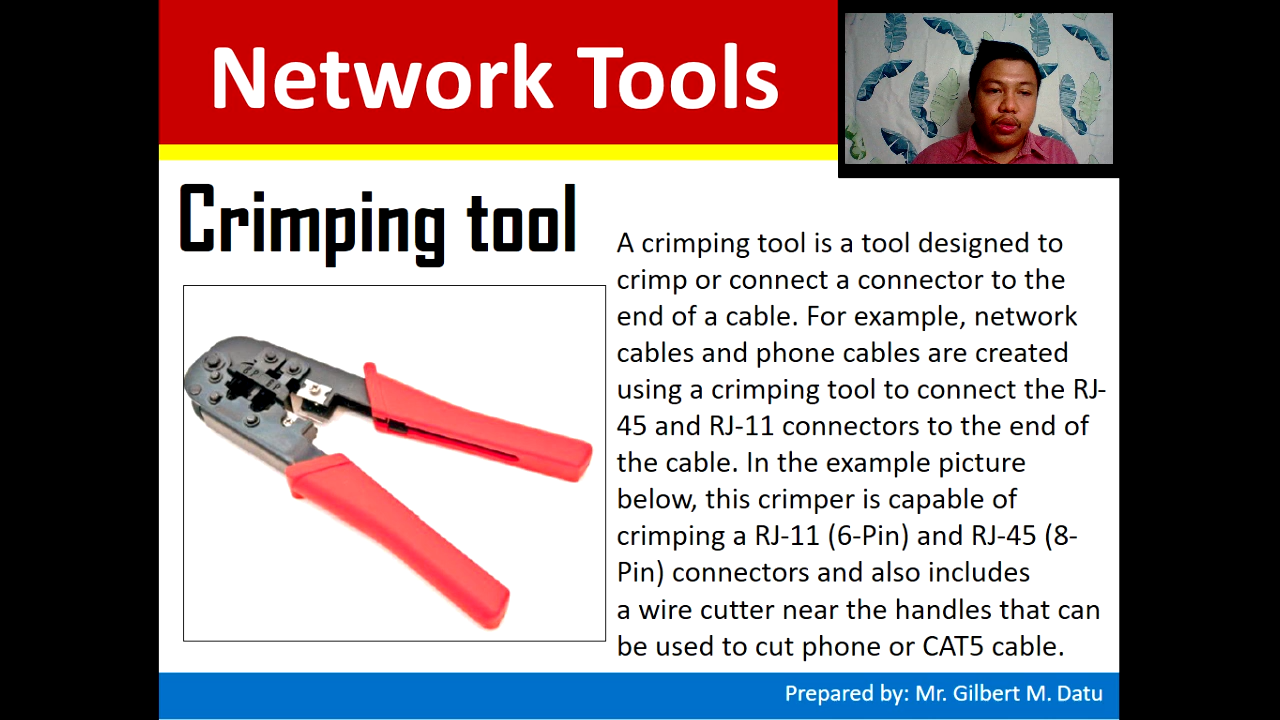 Network Tools
Crimping tool
A crimping tool is a tool designed to
crimp or connect a connector to the
end of a cable. For example, network
cables and phone cables are created
using a crimping tool to connect the RJ-
45 and RJ-11 connectors to the end of
the cable. In the example picture
below, this crimper is capable of
crimping a RJ-11 (6-Pin) and RJ-45 (8-
Pin) connectors and also includes
a wire cutter near the handles that can
be used to cut phone or CAT5 cable.
Prepared by: Mr. Gilbert M. Datu